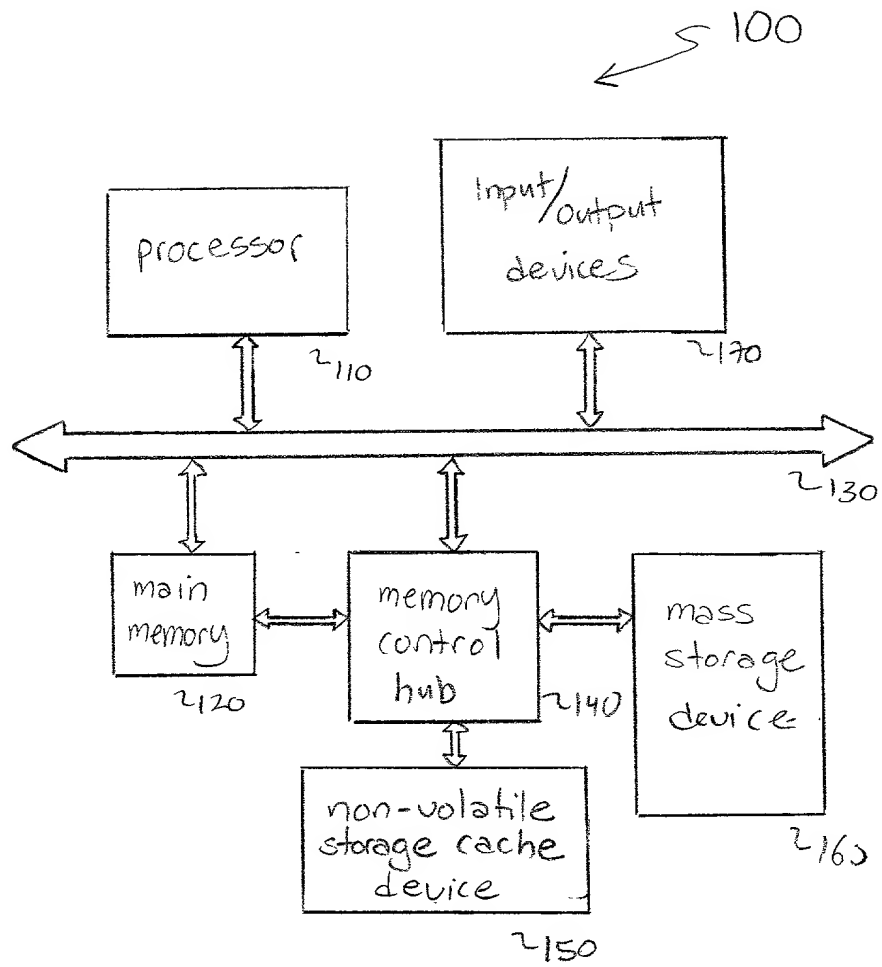 100
processor
110
Input/output
devices
170
130
main
memory
120
memory
control
hub
140
mass
storage
device
160
non-volatile
storage cache
device
150